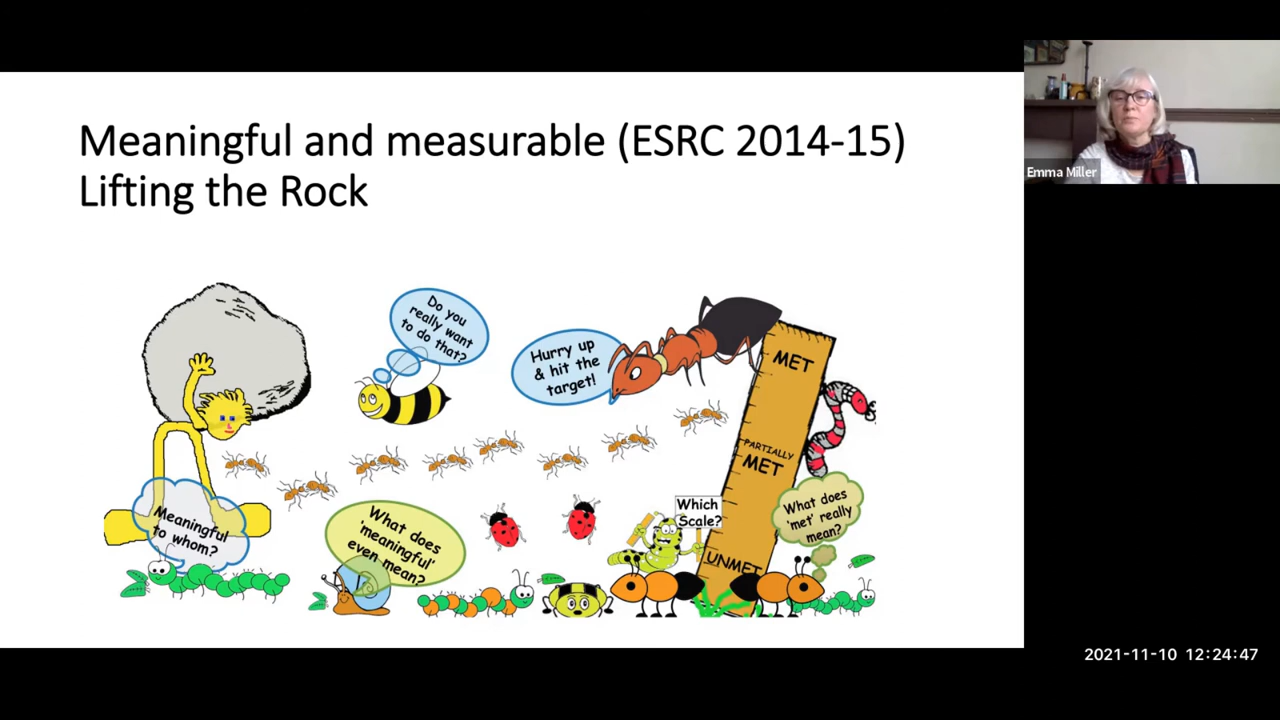 Meaningful and measurable (ESRC 2014-15)
Lifting the Rock
Emma Miller
Do you
really want
to do that?
Hurry up
& hit the
target!
MET
PARTIALLY
MET
UNMET
Which
Scale?
What does
'met' really
mean?
Meaningful
to whom?
What does
'meaningful'
even mean?
2021-11-10 12:24:47